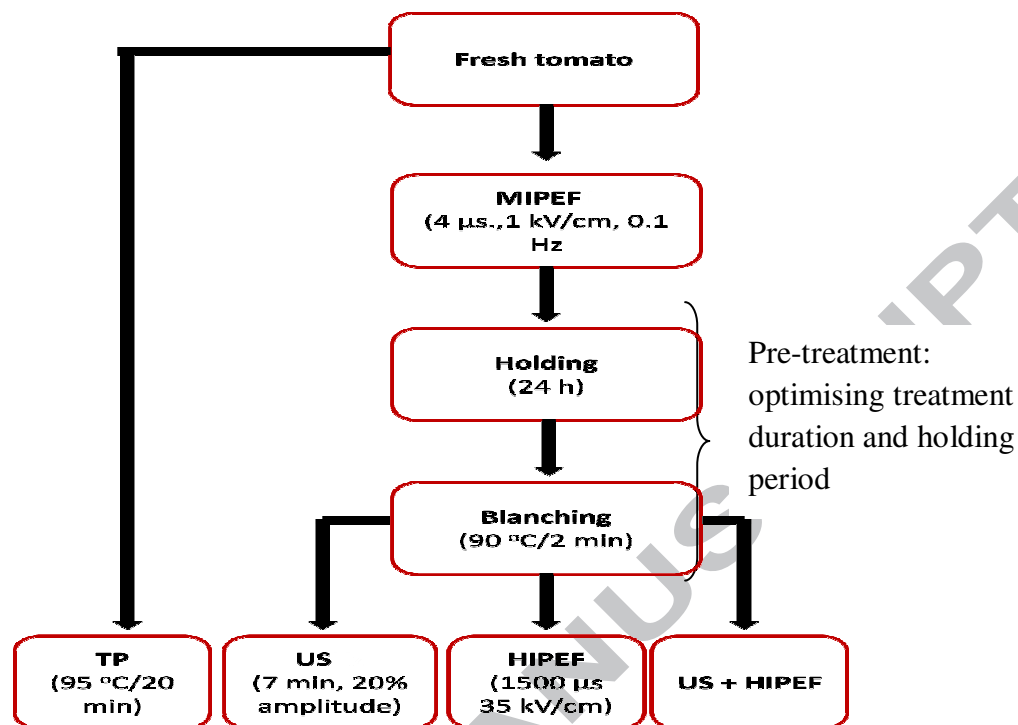 Fresh tomato
MIPEF
(4 µs.,1 kV/cm, 0.1
Hz
Holding
(24 h)
Pre-treatment:
optimising treatment
duration and holding
period
Blanching
(90 °C/2 min)
TP
(95 °C/20
min)
US
(7 min, 20%
amplitude)
HIPEF
(1500 µs
35 kV/cm)
US + HIPEF
NUS
IPT